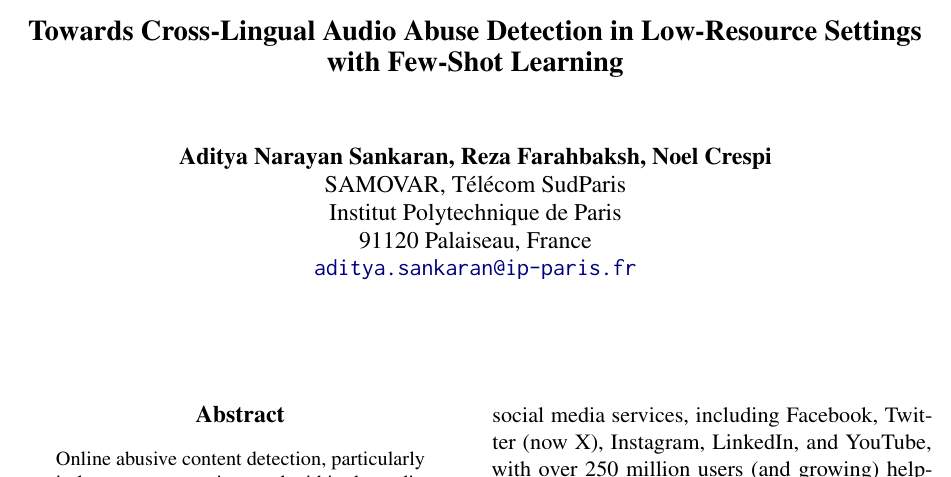 Towards Cross-Lingual Audio Abuse Detection in Low-Resource Settings
with Few-Shot Learning
Aditya Narayan Sankaran, Reza Farahbaksh, Noel Crespi
SAMOVAR, Télécom SudParis
Institut Polytechnique de Paris
91120 Palaiseau, France
aditya.sankaran@ip-paris.fr
Abstract
Online abusive content detection, particularly
social media services, including Facebook, Twit-
ter (now X), Instagram, LinkedIn, and YouTube,
with over 250 million users (and growing) help-